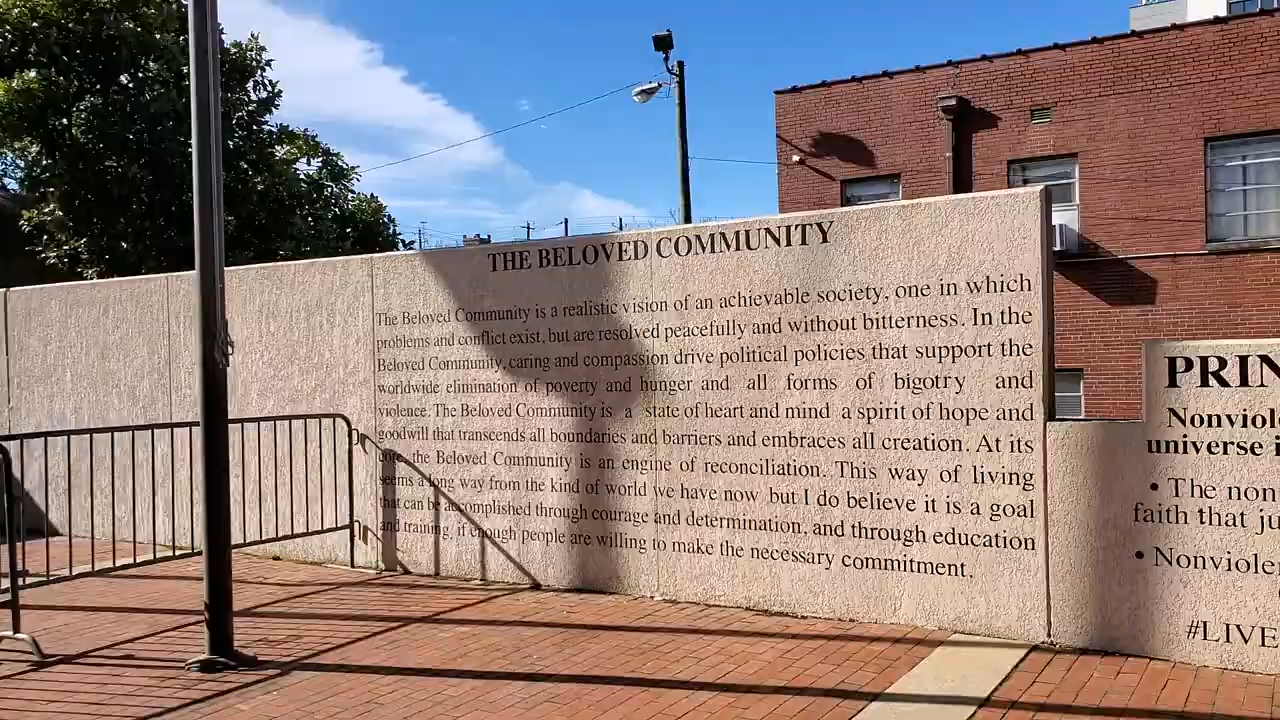 THE BELOVED COMMUNITY
The Beloved Community is a realistic vision of an achievable society, one in which
problems and conflict exist, but are resolved peacefully and without bitterness. In the
Beloved Community, caring and compassion drive political policies that support the
worldwide elimination of poverty and hunger and all forms of bigotry and
violence. The Beloved Community is a state of heart and mind a spirit of hope and
goodwill that transcends all boundaries and barriers and embraces all creation. At its
core, the Beloved Community is an engine of reconciliation. This way of living
seems a long way from the kind of world we have now but I do believe it is a goal
that can be accomplished through courage and determination, and through education
and training, if enough people are willing to make the necessary commitment.
PRIN
Nonviol
universe i
• The non
faith that ju
• Nonviolen
#LIVE